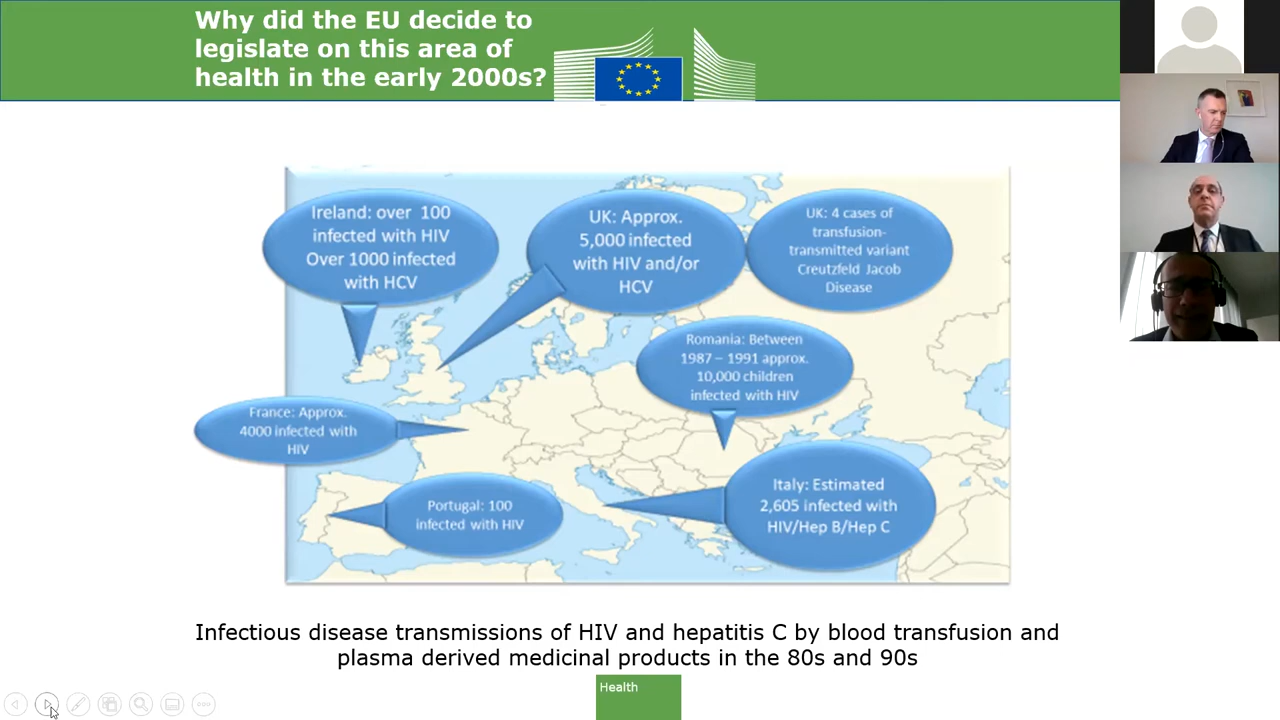 Why did the EU decide to
legislate on this area of
health in the early 2000s?
Ireland: over 100
infected with HIV
Over 1000 infected
with HCV
UK: Approx.
5,000 infected
with HIV and/or
HCV
UK: 4 cases of
transfusion-
transmitted variant
Creutzfeld Jacob
Disease
Romania: Between
1987 – 1991 approx.
10,000 children
infected with HIV
France: Approx.
4000 infected with
HIV
Portugal: 100
infected with HIV
Italy: Estimated
2,605 infected with
HIV/Hep B/Hep C
Infectious disease transmissions of HIV and hepatitis C by blood transfusion and
plasma derived medicinal products in the 80s and 90s
Health